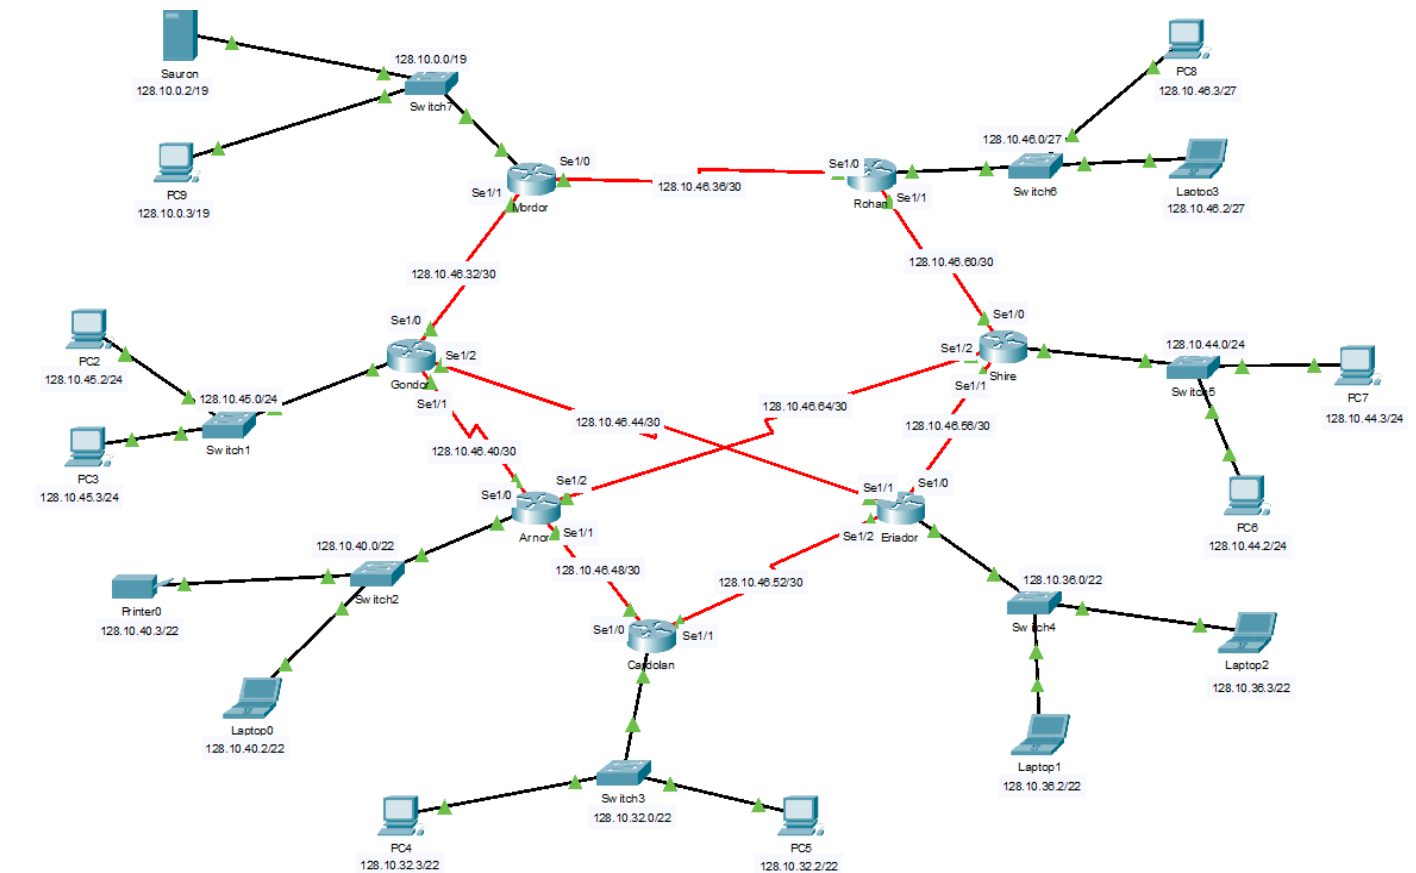 Sauron
128.10.0.2/19
128.10.0.0/19
Switch7
PC9
128.10.0.3/19
Se1/0
Se1/1
Mordor
128.10.46.36/30
Se1/0
Rohan
Se1/1
128.10.46.0/27
Switch6
PC8
128.10.46.3/27
Laptop3
128.10.46.2/27
128.10.46.32/30
128.10.46.60/30
PC2
128.10.45.2/24
128.10.45.0/24
Switch1
PC3
128.10.45.3/24
Se1/0
Se1/2
Gondor
Se1/1
Se1/0
Se1/2
Shire
Se1/1
128.10.44.0/24
Switch5
PC7
128.10.44.3/24
PC6
128.10.44.2/24
128.10.46.44/30
128.10.46.64/30
128.10.46.56/30
128.10.46.40/30
Se1/0
Se1/2
Arnor
Se1/1
Se1/1
Se1/0
Se1/2
Eriador
128.10.40.0/22
Switch2
Printer0
128.10.40.3/22
Laptop0
128.10.40.2/22
128.10.46.48/30
128.10.46.52/30
Se1/0
Se1/1
Cardolan
128.10.36.0/22
Switch4
Laptop2
128.10.36.3/22
Laptop1
128.10.36.2/22
Switch3
128.10.32.0/22
PC4
128.10.32.3/22
PC5
128.10.32.2/22